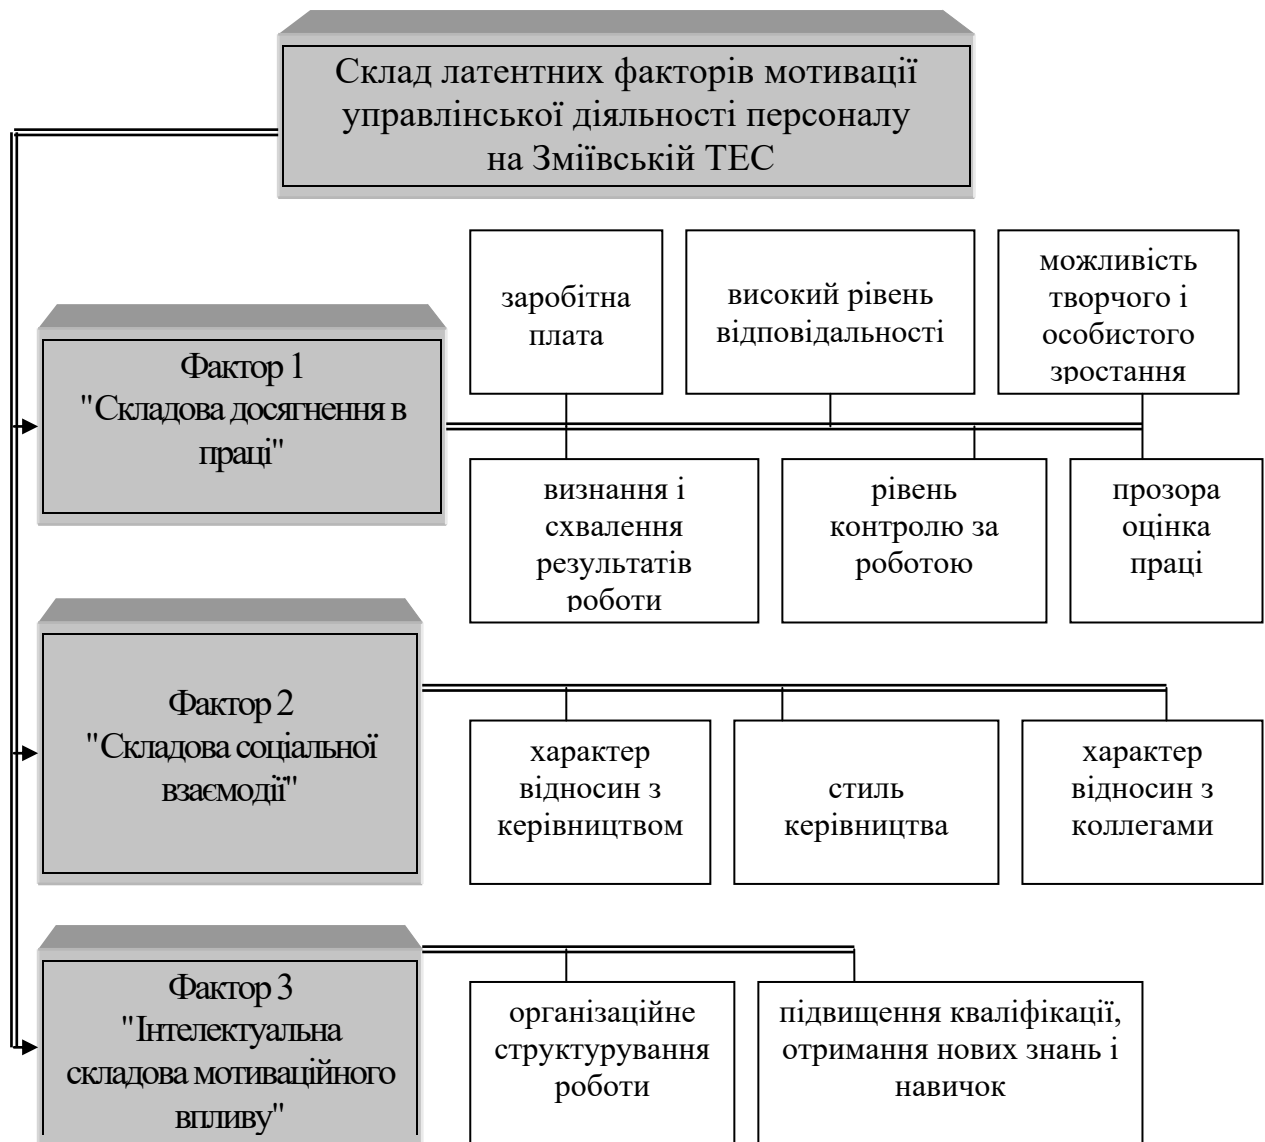 Склад латентних факторів мотивації
управлінської діяльності персоналу
на Зміївській ТЕС
заробітна
плата
високий рівень
відповідальності
можливість
творчого і
особистого
зростання
Фактор 1
"Складова досягнення в
праці"
визнання і
схвалення
результатів
роботи
рівень
контролю за
роботою
прозора
оцінка
праці
Фактор 2
"Складова соціальної
взаємодії"
характер
відносин з
керівництвом
стиль
керівництва
характер
відносин з
коллегами
Фактор 3
"Інтелектуальна
складова мотиваційного
впливу"
організаційне
структурування
роботи
підвищення кваліфікації,
отримання нових знань і
навичок